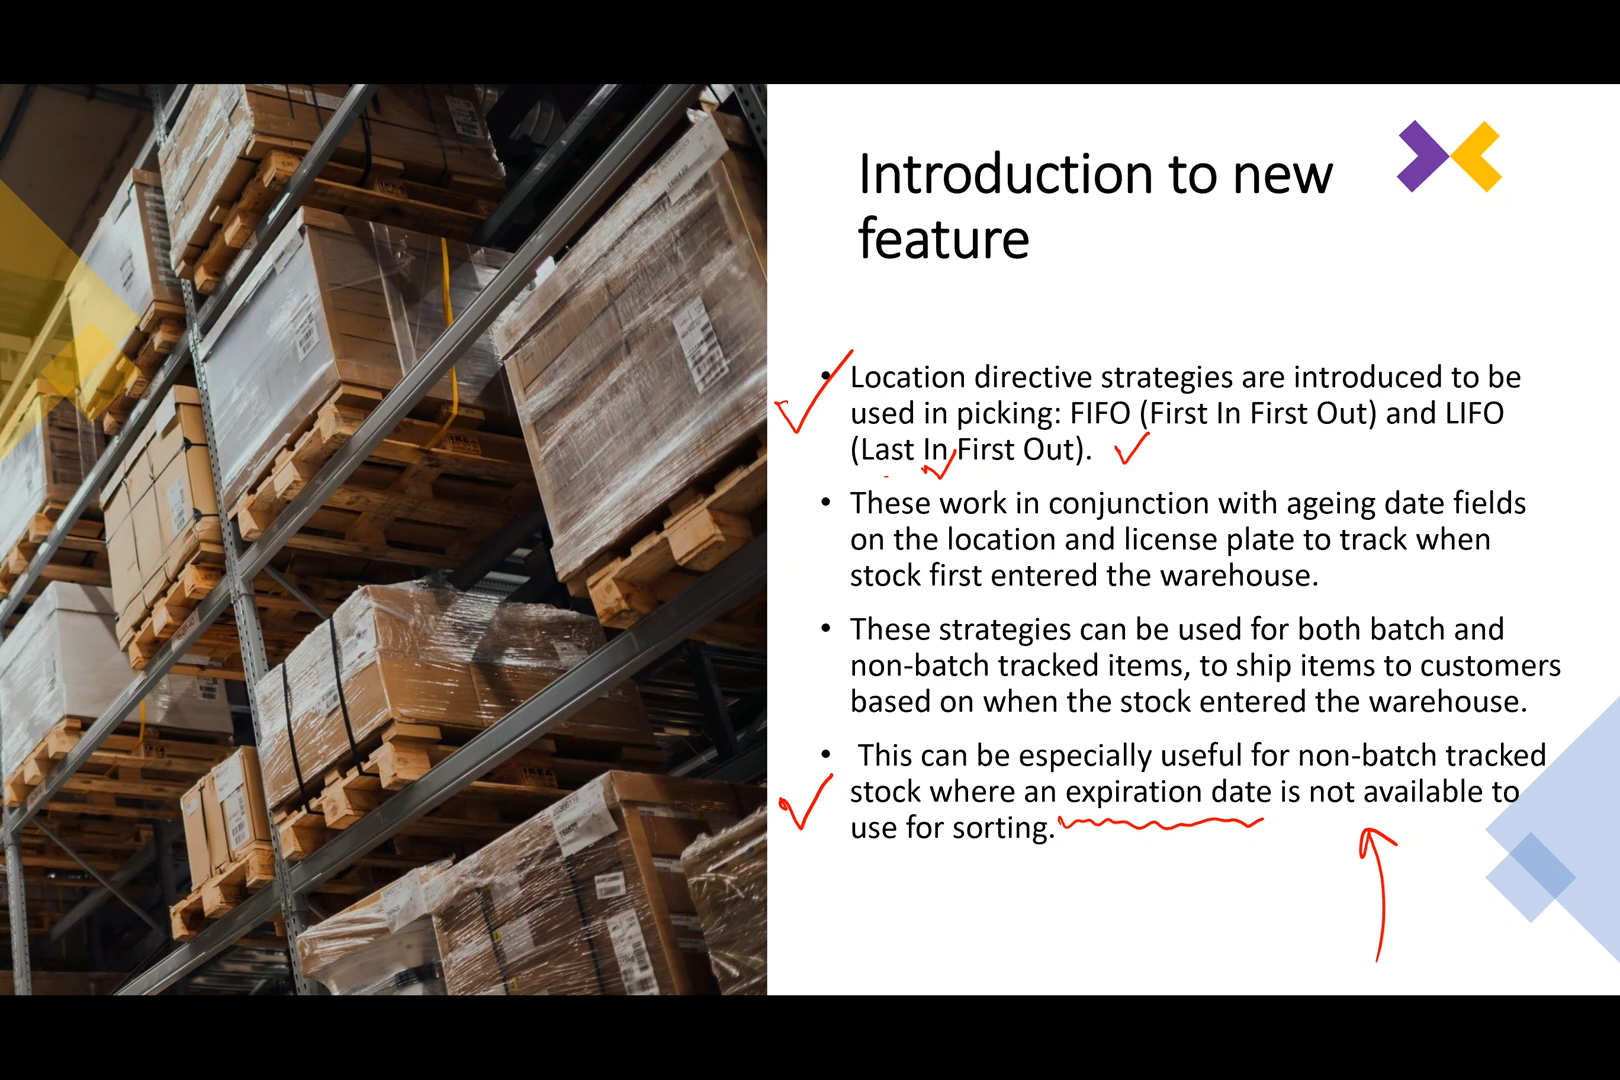 Introduction to new
feature
• Location directive strategies are introduced to be
used in picking: FIFO (First In First Out) and LIFO
(Last In First Out).
• These work in conjunction with ageing date fields
on the location and license plate to track when
stock first entered the warehouse.
• These strategies can be used for both batch and
non-batch tracked items, to ship items to customers
based on when the stock entered the warehouse.
• This can be especially useful for non-batch tracked
stock where an expiration date is not available to
use for sorting.